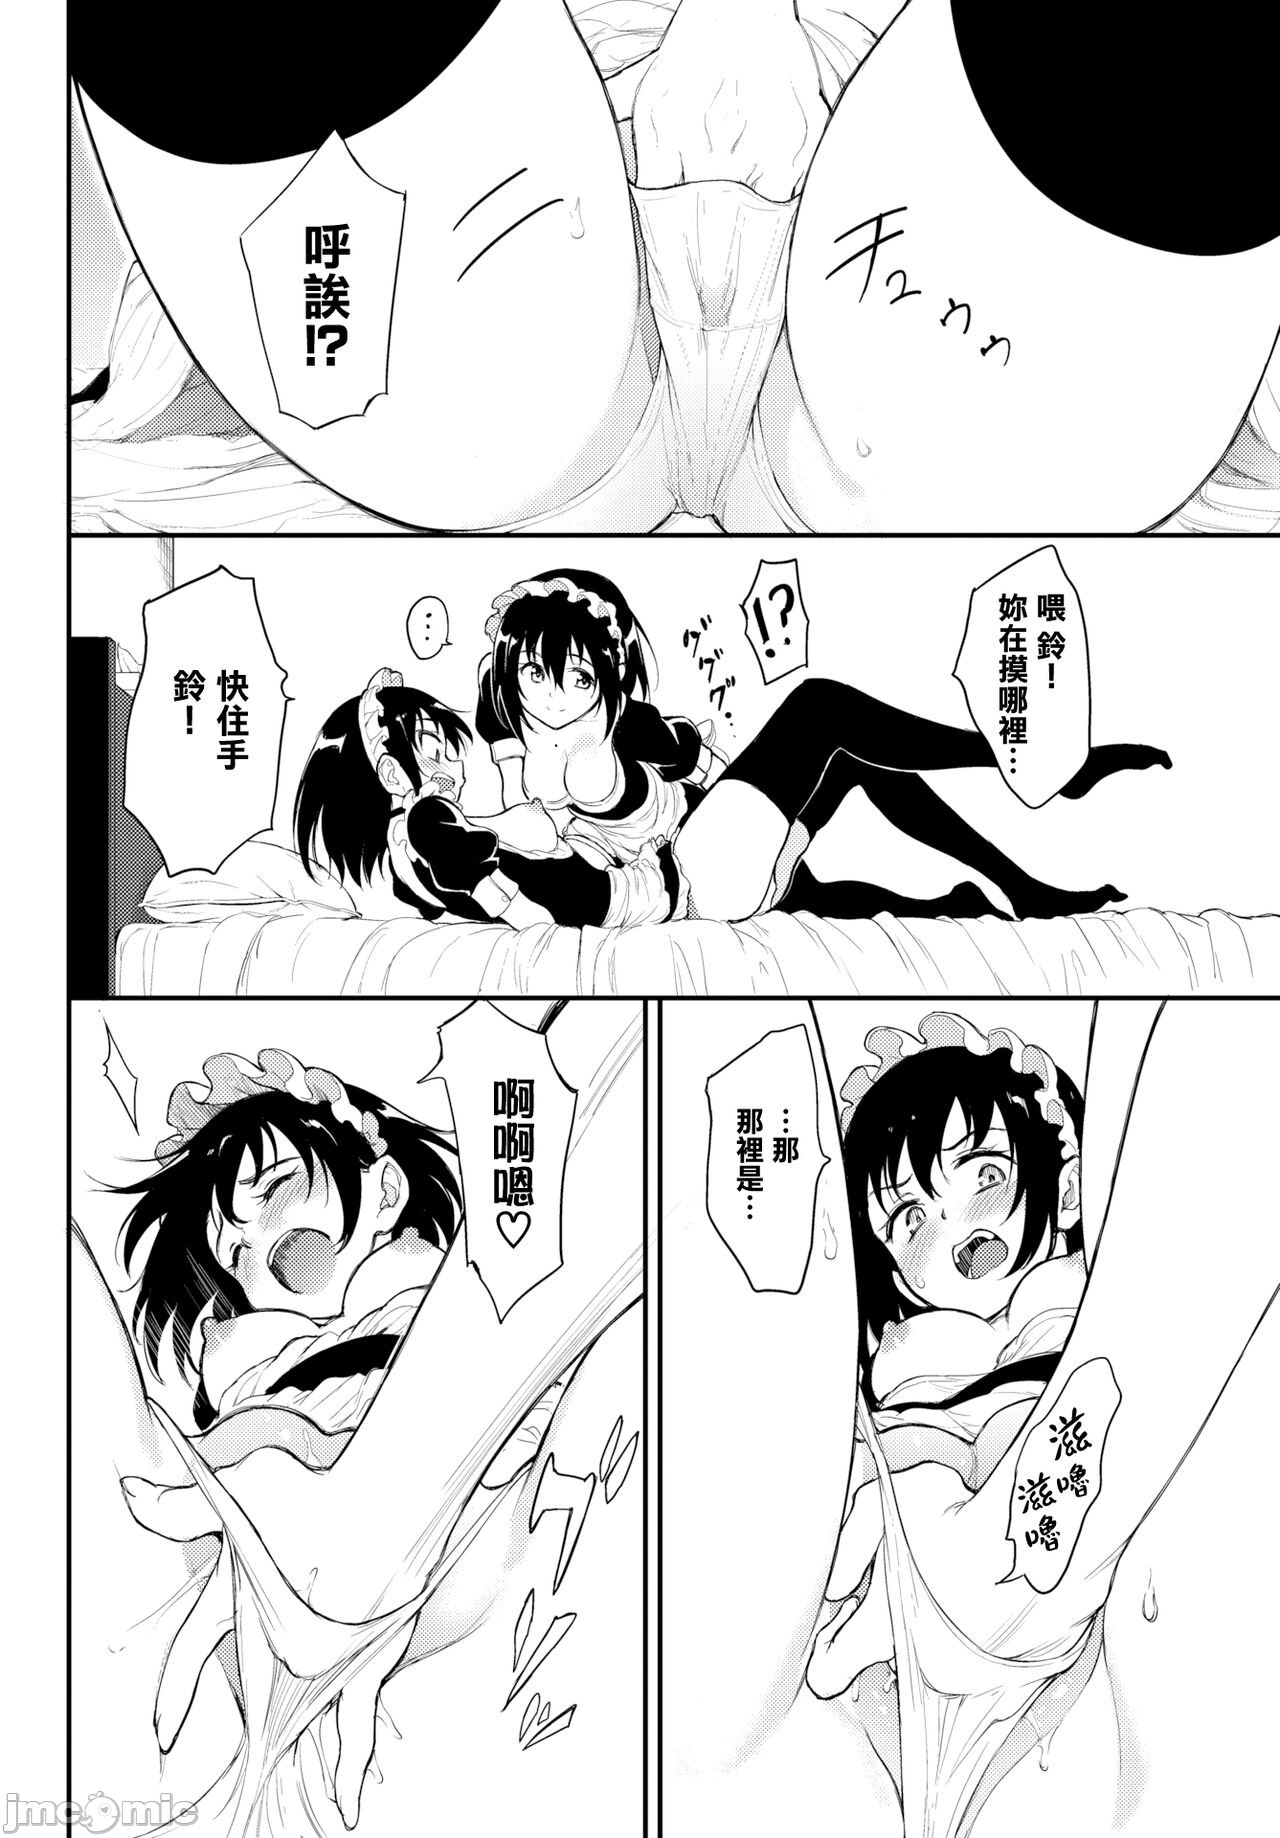 チュウゥ
呼誒!?
喂 鈴！
妳在摸哪裡…
!?
グググ…
…
快住手
鈴！
…那
那裡是…
滋嚕
滋嚕
啊啊嗯♡
jmcomic